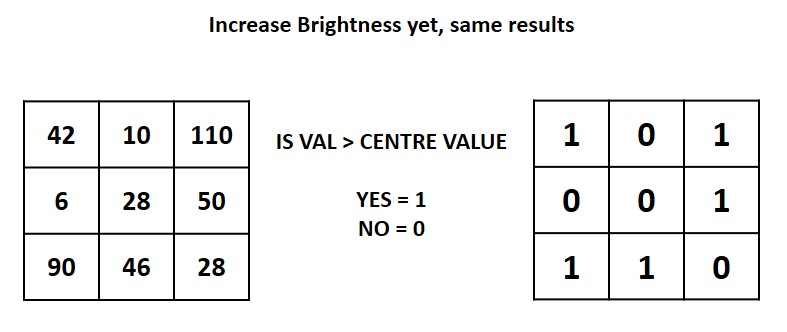 Increase Brightness yet, same results
42 10 110
6 28 50
90 46 28
IS VAL > CENTRE VALUE
YES = 1
NO = 0
1 0 1
0 0 1
1 1 0